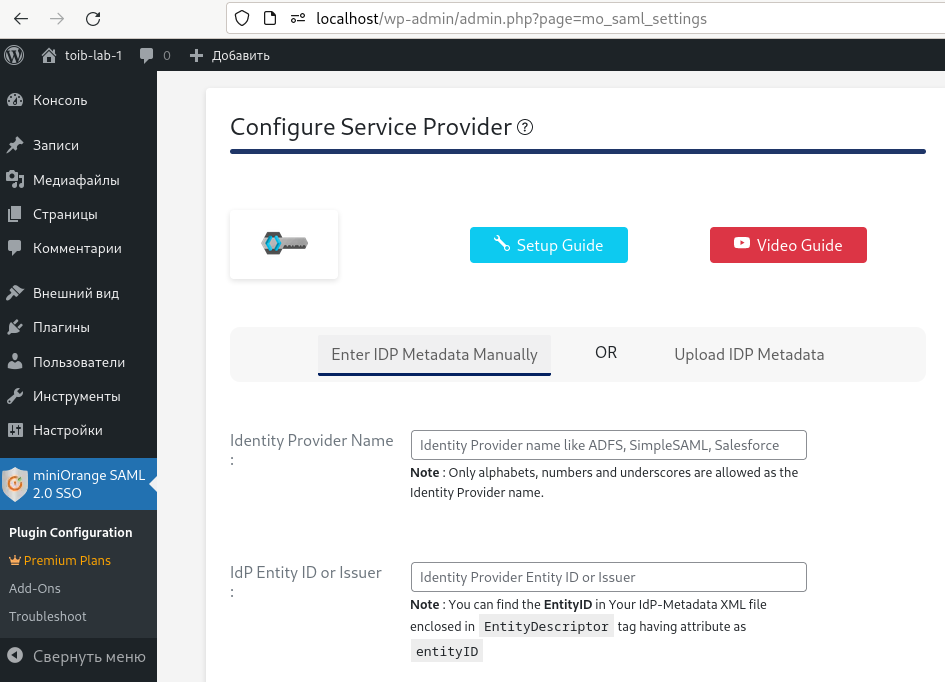 localhost/wp-admin/admin.php?page=mo_saml_settings
toib-lab-1 0 Добавить
Консоль
Записи
Медиафайлы
Страницы
Комментарии
Внешний вид
Плагины
Пользователи
Инструменты
Настройки
miniOrange SAML
2.0 SSO
Plugin Configuration
Premium Plans
Add-Ons
Troubleshoot
Свернуть меню
Configure Service Provider ?
Setup Guide
Video Guide
Enter IDP Metadata Manually OR Upload IDP Metadata
Identity Provider Name
:
Identity Provider name like ADFS, SimpleSAML, Salesforce
Note : Only alphabets, numbers and underscores are allowed as the
Identity Provider name.
IdP Entity ID or Issuer
:
Identity Provider Entity ID or Issuer
Note : You can find the EntityID in Your IdP-Metadata XML file
enclosed in EntityDescriptor tag having attribute as
entityID